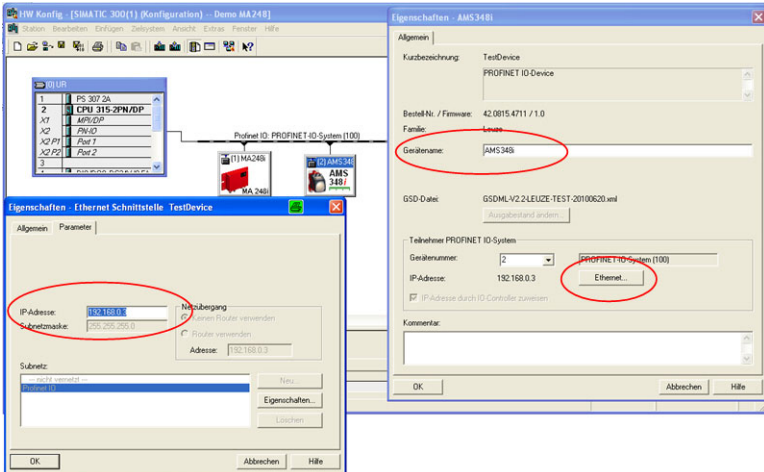 HW Konfig - [SIMATIC 300(1) (Konfiguration) -- Demo MA248]
Station Bearbeiten Einfügen Zielsystem Ansicht Extras Fenster Hilfe
(0) UR
1 PS 307 2A
2 CPU 315-2PN/DP
X1 MPI/DP
X2 PN-IO
X2 P1 Port 1
X2 P2 Port 2
3
Profinet IO: PROFINET-IO-System (100)
(1) MA248i
MA 248i
(2) AMS348
AMS
348i
Eigenschaften - Ethernet Schnittstelle TestDevice
Allgemein Parameter
IP-Adresse: 192.168.0.3
Subnetzmaske: 255.255.255.0
Netzübergang
Keinen Router verwenden
Router verwenden
Adresse: 192.168.0.3
Subnetz:
--- nicht vernetzt ---
Profinet IO
Neu...
Eigenschaften...
Löschen
OK Abbrechen Hilfe
Eigenschaften - AMS348i
Allgemein
Kurzbezeichnung: TestDevice
PROFINET IO-Device
Bestell-Nr. / Firmware: 42.0815.4711 / 1.0
Familie: Leuze
Gerätename: AMS348i
GSD-Datei: GSDML-V2.2-LEUZE-TEST-20100620.xml
Ausgabestand ändern...
Teilnehmer PROFINET IO-System
Gerätenummer: 2 PROFINET-IO-System (100)
IP-Adresse: 192.168.0.3 Ethernet...
IP-Adresse durch IO-Controller zuweisen
Kommentar:
OK Abbrechen Hilfe